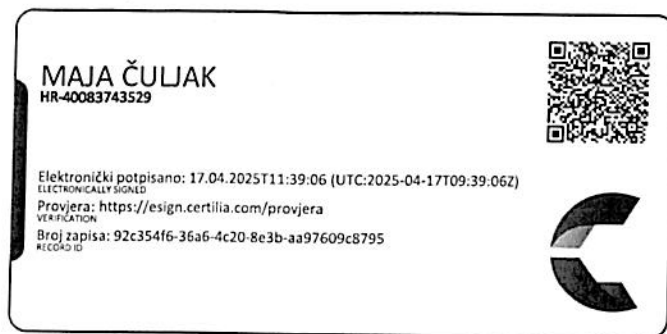 MAJA ČULJAK
HR-40083743529
Elektronički potpisano: 17.04.2025T11:39:06 (UTC:2025-04-17T09:39:06Z)
ELECTRONICALLY SIGNED
Provjera: https://esign.certilia.com/provjera
VERIFICATION
Broj zapisa: 92c354f6-36a6-4c20-8e3b-aa97609c8795
RECORD ID